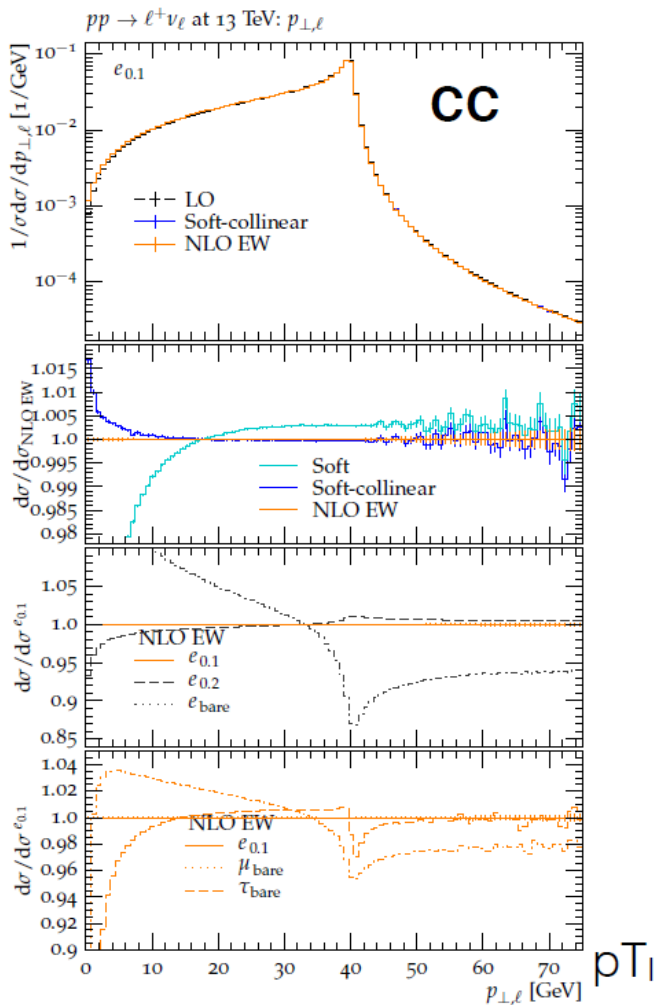 pp → ℓ⁺νℓ at 13 TeV: p⊥,ℓ
1/σdσ/dp⊥,ℓ [1/GeV]
10⁻¹
10⁻²
10⁻³
10⁻⁴
e0.1
CC
LO
Soft-collinear
NLO EW
dσ/dσNLO EW
1.015
1.01
1.005
1.0
0.995
0.99
0.985
0.98
Soft
Soft-collinear
NLO EW
dσ/dσ e0.1
1.05
1.0
0.95
0.9
0.85
NLO EW
e0.1
e0.2
ebare
dσ/dσ e0.1
1.04
1.02
1.0
0.98
0.96
0.94
0.92
0.9
NLO EW
e0.1
μbare
τbare
0 10 20 30 40 50 60 70
p⊥,ℓ [GeV]
pTl